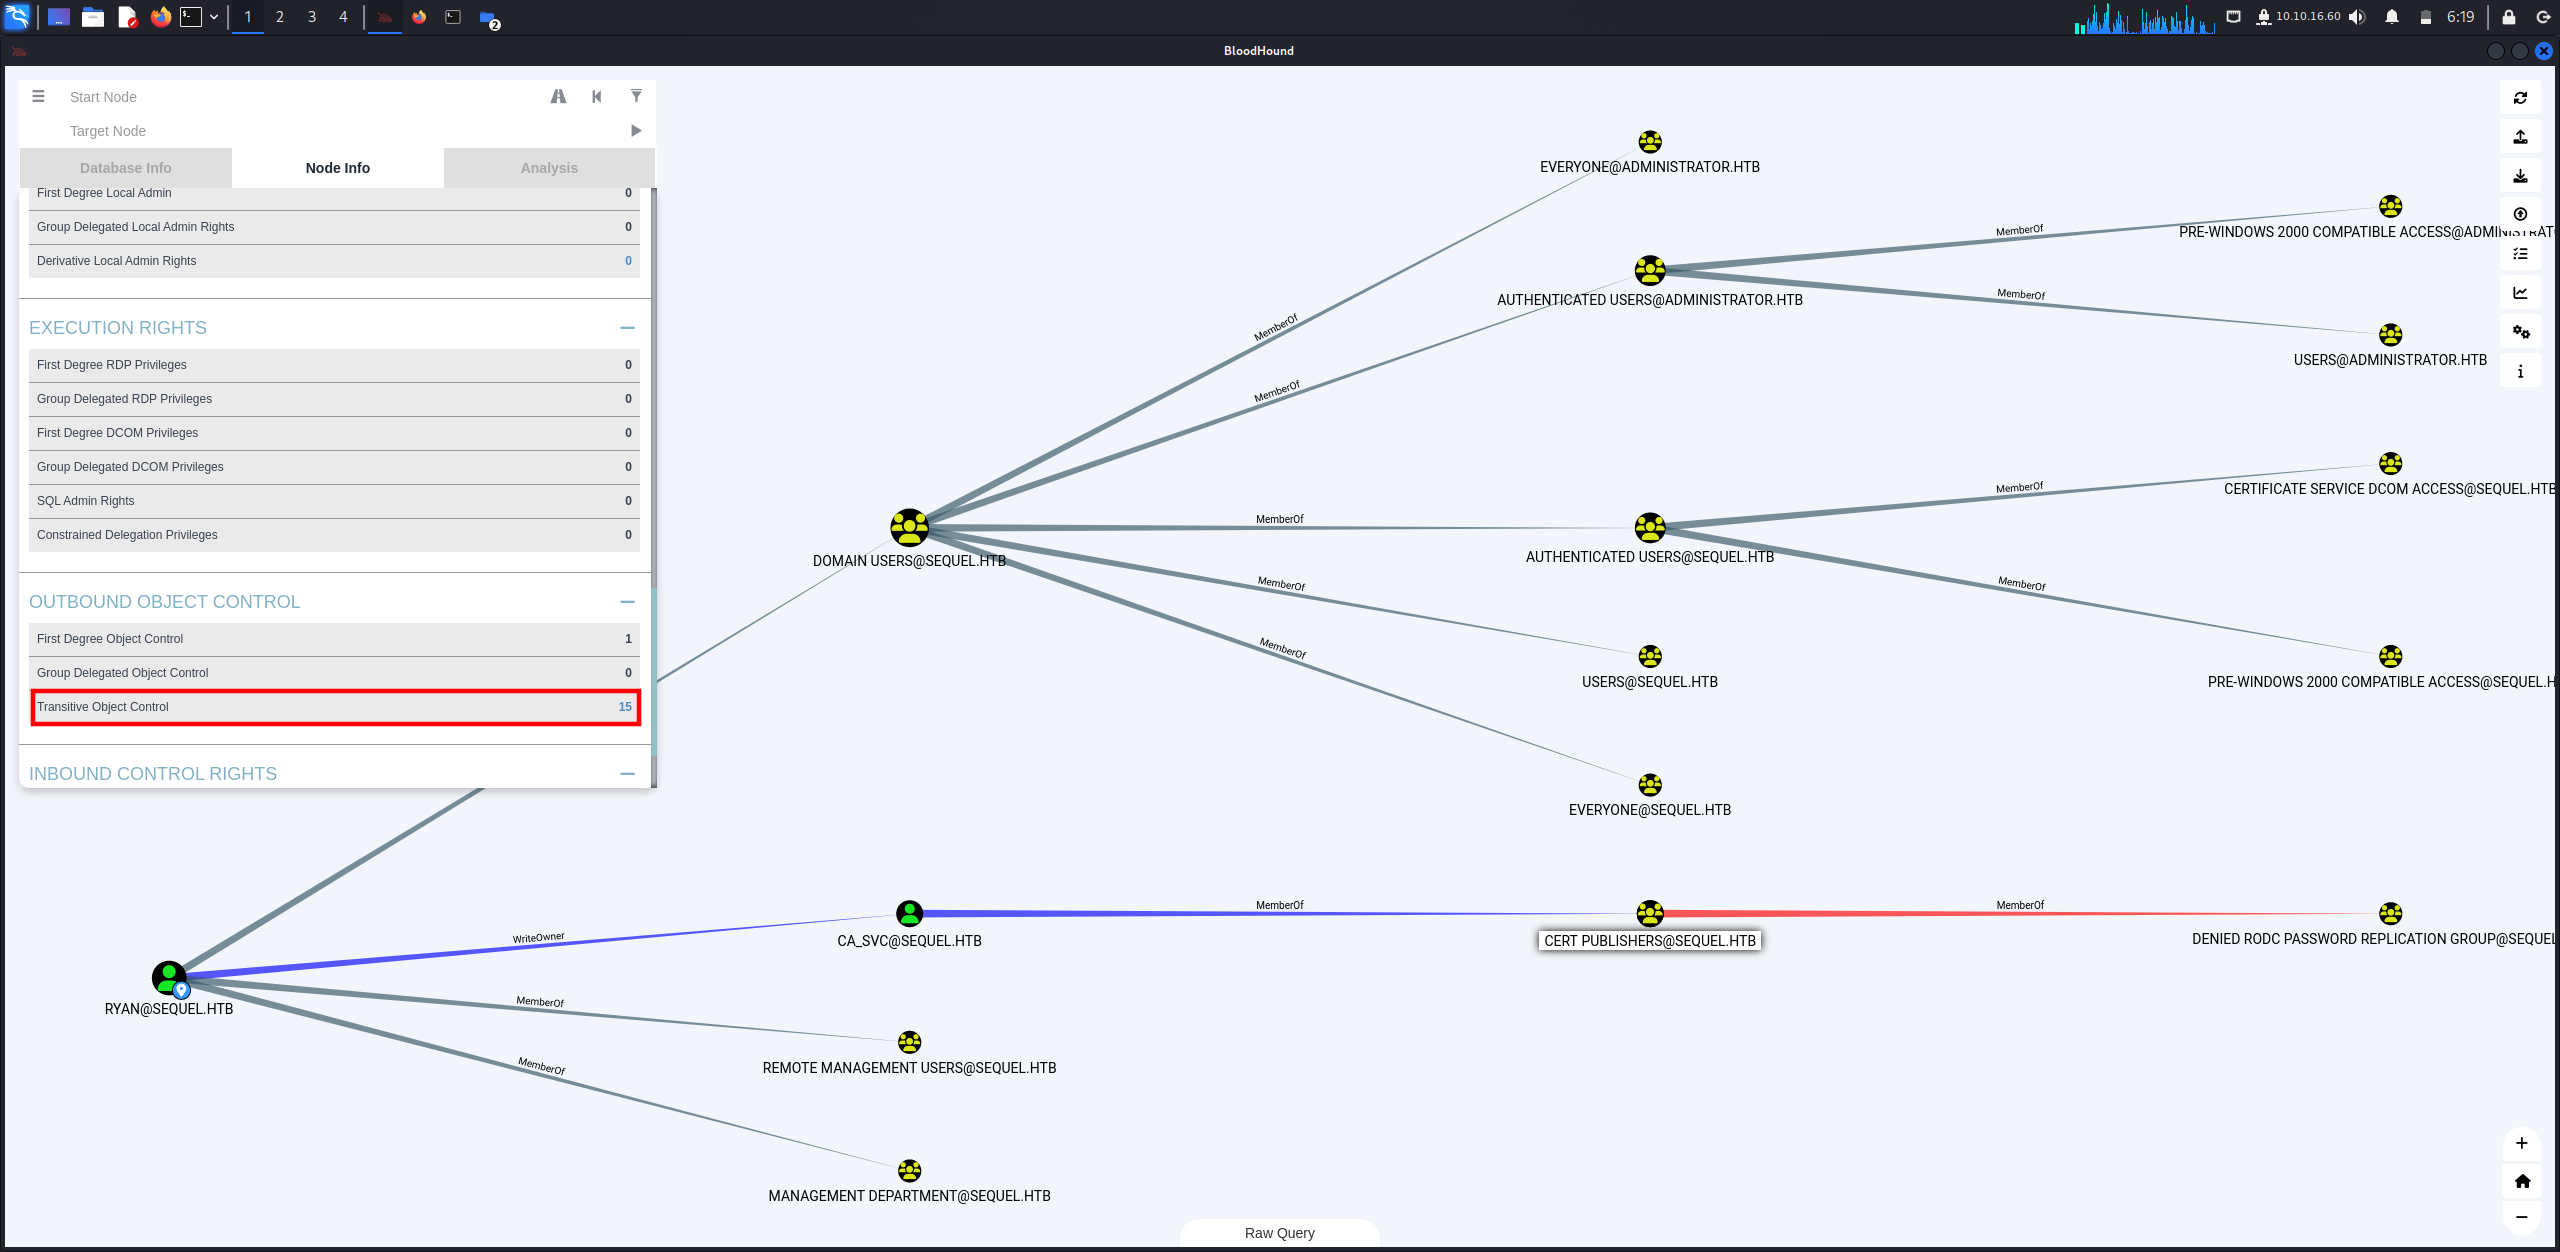 1 2 3 4
2
10.10.16.60
6:19
BloodHound
Start Node
Target Node
Database Info
Node Info
Analysis
First Degree Local Admin 0
Group Delegated Local Admin Rights 0
Derivative Local Admin Rights 0
EXECUTION RIGHTS
First Degree RDP Privileges 0
Group Delegated RDP Privileges 0
First Degree DCOM Privileges 0
Group Delegated DCOM Privileges 0
SQL Admin Rights 0
Constrained Delegation Privileges 0
OUTBOUND OBJECT CONTROL
First Degree Object Control 1
Group Delegated Object Control 0
Transitive Object Control 15
INBOUND CONTROL RIGHTS
EVERYONE@ADMINISTRATOR.HTB
MemberOf
PRE-WINDOWS 2000 COMPATIBLE ACCESS@ADMINISTRATO
AUTHENTICATED USERS@ADMINISTRATOR.HTB
MemberOf
MemberOf
USERS@ADMINISTRATOR.HTB
MemberOf
MemberOf
CERTIFICATE SERVICE DCOM ACCESS@SEQUEL.HTB
MemberOf
DOMAIN USERS@SEQUEL.HTB
AUTHENTICATED USERS@SEQUEL.HTB
MemberOf
MemberOf
MemberOf
USERS@SEQUEL.HTB
PRE-WINDOWS 2000 COMPATIBLE ACCESS@SEQUEL.H
EVERYONE@SEQUEL.HTB
MemberOf
MemberOf
WriteOwner
CA_SVC@SEQUEL.HTB
CERT PUBLISHERS@SEQUEL.HTB
DENIED RODC PASSWORD REPLICATION GROUP@SEQUEL
RYAN@SEQUEL.HTB
MemberOf
REMOTE MANAGEMENT USERS@SEQUEL.HTB
MemberOf
MANAGEMENT DEPARTMENT@SEQUEL.HTB
Raw Query